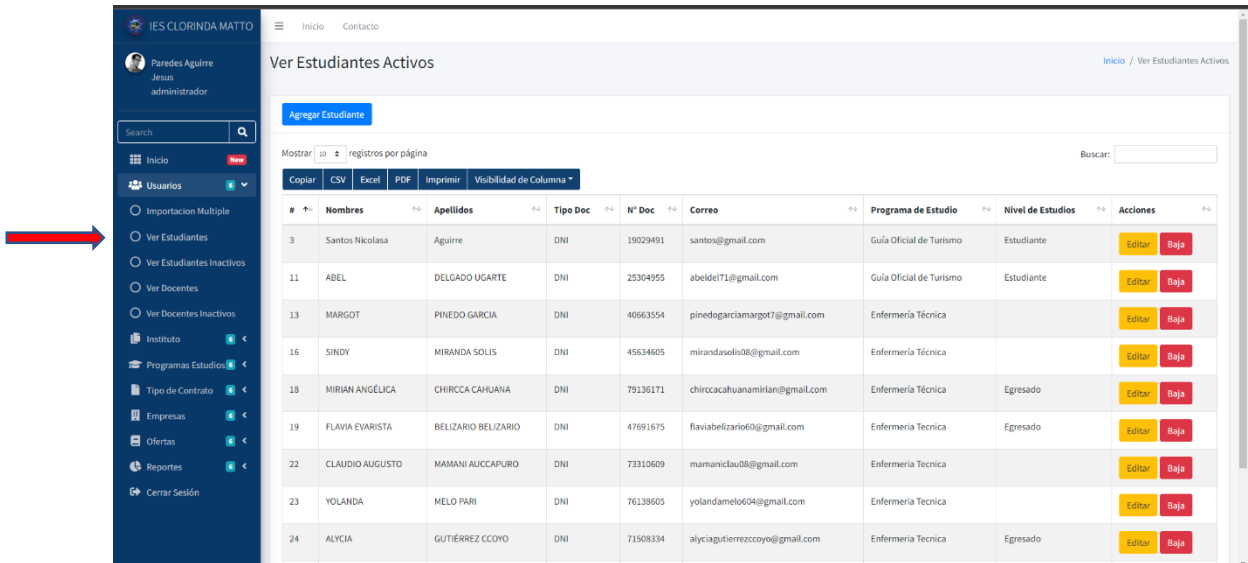 IES CLORINDA MATTO
Inicio Contacto
Paredes Aguirre
Jesus
administrador
Search
Inicio New
Usuarios 6
Importacion Multiple
Ver Estudiantes
Ver Estudiantes Inactivos
Ver Docentes
Ver Docentes Inactivos
Instituto 6
Programas Estudios 6
Tipo de Contrato 6
Empresas 6
Ofertas 6
Reportes 6
Cerrar Sesión
Ver Estudiantes Activos
Inicio / Ver Estudiantes Activos
Agregar Estudiante
Mostrar 10 registros por página
Buscar:
Copiar CSV Excel PDF Imprimir Visibilidad de Columna
# Nombres Apellidos Tipo Doc N° Doc Correo Programa de Estudio Nivel de Estudios Acciones
3 Santos Nicolasa Aguirre DNI 19029491 santos@gmail.com Guía Oficial de Turismo Estudiante Editar Baja
11 ABEL DELGADO UGARTE DNI 25304955 abeldel71@gmail.com Guía Oficial de Turismo Estudiante Editar Baja
13 MARGOT PINEDO GARCIA DNI 40663554 pinedogarciamargot7@gmail.com Enfermería Técnica Editar Baja
16 SINDY MIRANDA SOLIS DNI 45634605 mirandasolis08@gmail.com Enfermería Técnica Editar Baja
18 MIRIAN ANGÉLICA CHIRCCA CAHUANA DNI 79136171 chirccacahuanamirian@gmail.com Enfermería Técnica Egresado Editar Baja
19 FLAVIA EVARISTA BELIZARIO BELIZARIO DNI 47691675 flaviabelizario60@gmail.com Enfermeria Tecnica Egresado Editar Baja
22 CLAUDIO AUGUSTO MAMANI AUCCAPURO DNI 73310609 mamaniclau08@gmail.com Enfermeria Tecnica Editar Baja
23 YOLANDA MELO PARI DNI 76138605 yolandamelo604@gmail.com Enfermeria Tecnica Editar Baja
24 ALYCIA GUTIÉRREZ CCOYO DNI 71508334 alyciagutierrezccoyo@gmail.com Enfermeria Tecnica Egresado Editar Baja